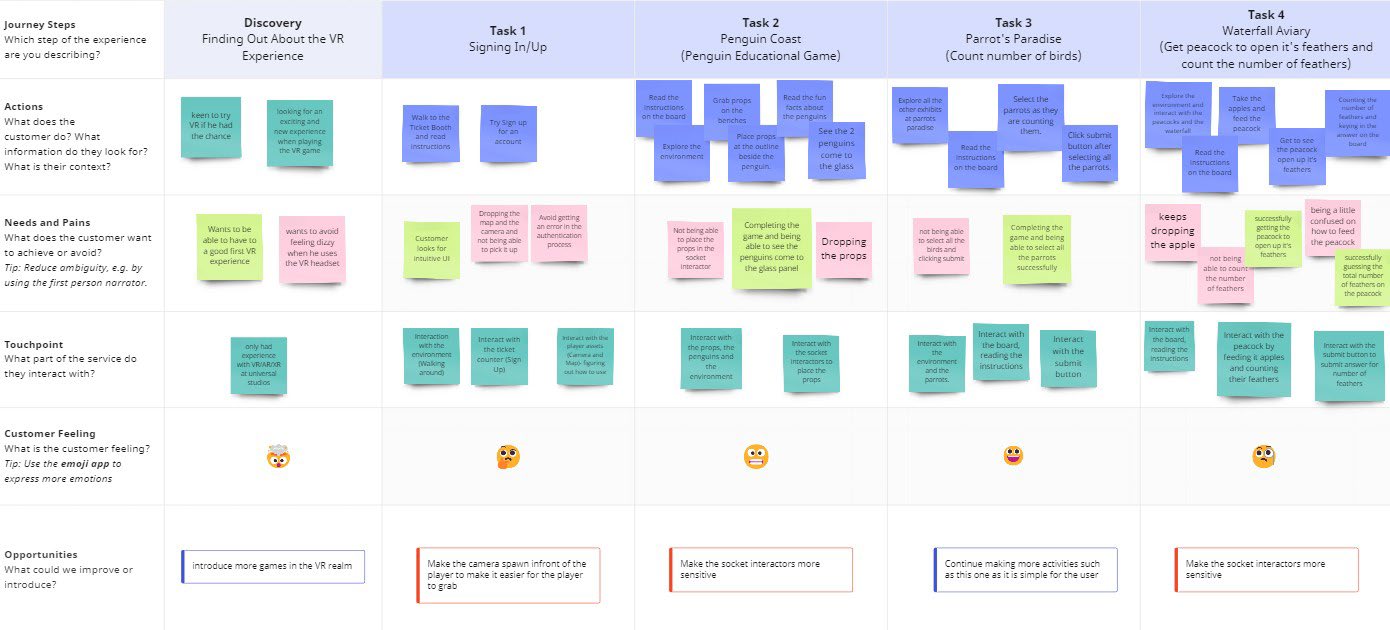 Journey Steps
Which step of the experience
are you describing?
Discovery
Finding Out About the VR
Experience
Task 1
Signing In/Up
Task 2
Penguin Coast
(Penguin Educational Game)
Task 3
Parrot's Paradise
(Count number of birds)
Task 4
Waterfall Aviary
(Get peacock to open it's feathers and
count the number of feathers)
Actions
What does the
customer do? What
information do they look for?
What is their context?
keen to try
VR if he had
the chance
looking for an
exciting and
new experience
when playing
the VR game
Walk to the
Ticket Booth
and read
instructions
Try Sign up
for an
account
Read the
instructions
on the board
Grab props
on the
benches
Read the fun
facts about
the penguins
Explore the
environment
Place props
at the outline
beside the
penguin.
See the 2
penguins
come to
the glass
Explore all the
other exhibits
at parrots
paradise
Read the
instructions
on the board
Select the
parrots as they
are counting
them.
Click submit
button after
selecting all
the parrots.
Explore the
environment and
interact with the
peacocks and the
waterfall
Read the
instructions
on the board
Take the
apples and
feed the
peacock
Get to see
the peacock
open up it's
feathers
Counting the
number of
feathers and
keying in the
answer on the
board
Needs and Pains
What does the customer want
to achieve or avoid?
Tip: Reduce ambiguity, e.g. by
using the first person narrator.
Wants to be
able to have to
a good first VR
experience
wants to avoid
feeling dizzy
when he uses
the VR headset
Customer
looks for
intuitive UI
Dropping the
map and the
camera and
not being able
to pick it up
Avoid getting
an error in the
authentication
process
Not being able
to place the
props in the
socket
interactor
Completing the
game and being
able to see the
penguins come to
the glass panel
Dropping
the props
not being able
to select all the
birds and
clicking submit
Completing the
game and being
able to select all
the parrots
successfully
keeps
dropping
the apple
not being
able to count
the number
of feathers
successfully
getting the
peacock to
open up it's
feathers
being a little
confused on
how to feed
the peacock
successfully
guessing the
total number
of feathers on
the peacock
Touchpoint
What part of the service do
they interact with?
only had
experience
with VR/AR/XR
at universal
studios
Interaction
with the
environment
(Walking
around)
Interact with
the ticket
counter (Sign
Up)
Interact with the
player assets
(Camera and
Map)- figuring
out how to use
Interact with
the props, the
penguins and
the
environment
Interact with
the socket
interactors to
place the
props
Interact with
the
environment
and the
parrots.
Interact with
the board,
reading the
instructions
Interact
with the
submit
button
Interact with
the board,
reading the
instructions
Interact with the
peacock by
feeding it apples
and counting
their feathers
Interact with the
submit button to
submit answer for
number of
feathers
Customer Feeling
What is the customer feeling?
Tip: Use the emoji app to
express more emotions
Opportunities
What could we improve or
introduce?
introduce more games in the VR realm
Make the camera spawn infront of the
player to make it easier for the player
to grab
Make the socket interactors more
sensitive
Continue making more activities such
as this one as it is simple for the user
Make the socket interactors more
sensitive